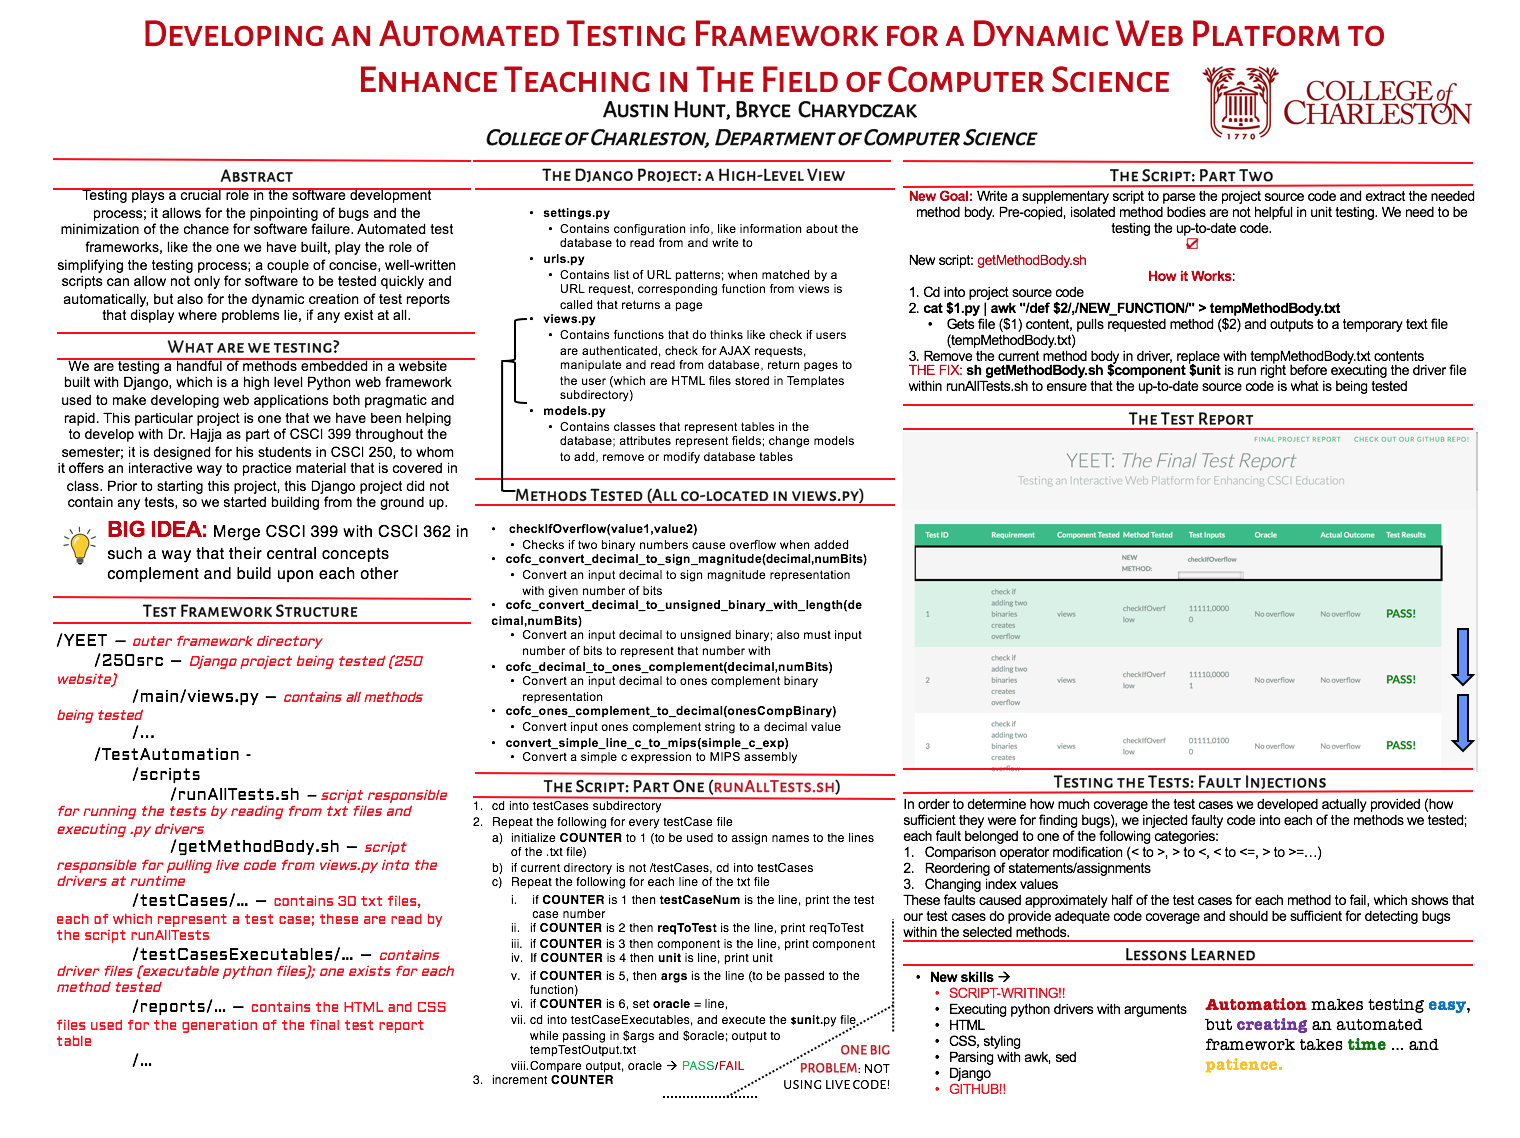 Developing an Automated Testing Framework for a Dynamic Web Platform to
Enhance Teaching in The Field of Computer Science
Austin Hunt, Bryce Charydczak
College of Charleston, Department of Computer Science
1770
COLLEGE of
CHARLESTON
Abstract
Testing plays a crucial role in the software development
process; it allows for the pinpointing of bugs and the
minimization of the chance for software failure. Automated test
frameworks, like the one we have built, play the role of
simplifying the testing process; a couple of concise, well-written
scripts can allow not only for software to be tested quickly and
automatically, but also for the dynamic creation of test reports
that display where problems lie, if any exist at all.
What are we testing?
We are testing a handful of methods embedded in a website
built with Django, which is a high level Python web framework
used to make developing web applications both pragmatic and
rapid. This particular project is one that we have been helping
to develop with Dr. Hajja as part of CSCI 399 throughout the
semester; it is designed for his students in CSCI 250, to whom
it offers an interactive way to practice material that is covered in
class. Prior to starting this project, this Django project did not
contain any tests, so we started building from the ground up.
BIG IDEA: Merge CSCI 399 with CSCI 362 in
such a way that their central concepts
complement and build upon each other
Test Framework Structure
/YEET – outer framework directory
/250src – Django project being tested (250
website)
/main/views.py – contains all methods
being tested
/...
/TestAutomation -
/scripts
/runAllTests.sh – script responsible
for running the tests by reading from txt files and
executing .py drivers
/getMethodBody.sh – script
responsible for pulling live code from views.py into the
drivers at runtime
/testCases/... – contains 30 txt files,
each of which represent a test case; these are read by
the script runAllTests
/testCasesExecutables/... – contains
driver files (executable python files); one exists for each
method tested
/reports/... – contains the HTML and CSS
files used for the generation of the final test report
table
/...
The Django Project: a High-Level View
• settings.py
• Contains configuration info, like information about the
database to read from and write to
• urls.py
• Contains list of URL patterns; when matched by a
URL request, corresponding function from views is
called that returns a page
• views.py
• Contains functions that do thinks like check if users
are authenticated, check for AJAX requests,
manipulate and read from database, return pages to
the user (which are HTML files stored in Templates
subdirectory)
• models.py
• Contains classes that represent tables in the
database; attributes represent fields; change models
to add, remove or modify database tables
Methods Tested (All co-located in views.py)
• checkIfOverflow(value1,value2)
• Checks if two binary numbers cause overflow when added
• cofc_convert_decimal_to_sign_magnitude(decimal,numBits)
• Convert an input decimal to sign magnitude representation
with given number of bits
• cofc_convert_decimal_to_unsigned_binary_with_length(de
cimal,numBits)
• Convert an input decimal to unsigned binary; also must input
number of bits to represent that number with
• cofc_decimal_to_ones_complement(decimal,numBits)
• Convert an input decimal to ones complement binary
representation
• cofc_ones_complement_to_decimal(onesCompBinary)
• Convert input ones complement string to a decimal value
• convert_simple_line_c_to_mips(simple_c_exp)
• Convert a simple c expression to MIPS assembly
The Script: Part One (runAllTests.sh)
1. cd into testCases subdirectory
2. Repeat the following for every testCase file
a) initialize COUNTER to 1 (to be used to assign names to the lines
of the .txt file)
b) if current directory is not /testCases, cd into testCases
c) Repeat the following for each line of the txt file
i. if COUNTER is 1 then testCaseNum is the line, print the test
case number
ii. if COUNTER is 2 then reqToTest is the line, print reqToTest
iii. if COUNTER is 3 then component is the line, print component
iv. If COUNTER is 4 then unit is line, print unit
v. if COUNTER is 5, then args is the line (to be passed to the
function)
vi. if COUNTER is 6, set oracle = line,
vii. cd into testCaseExecutables, and execute the $unit.py file,
while passing in $args and $oracle; output to
tempTestOutput.txt
viii. Compare output, oracle → PASS/FAIL
3. increment COUNTER
ONE BIG
PROBLEM: NOT
USING LIVE CODE!
The Script: Part Two
New Goal: Write a supplementary script to parse the project source code and extract the needed
method body. Pre-copied, isolated method bodies are not helpful in unit testing. We need to be
testing the up-to-date code.
New script: getMethodBody.sh
How it Works:
1. Cd into project source code
2. cat $1.py | awk "/def $2/,/NEW_FUNCTION/" > tempMethodBody.txt
• Gets file ($1) content, pulls requested method ($2) and outputs to a temporary text file
(tempMethodBody.txt)
3. Remove the current method body in driver, replace with tempMethodBody.txt contents
THE FIX: sh getMethodBody.sh $component $unit is run right before executing the driver file
within runAllTests.sh to ensure that the up-to-date source code is what is being tested
The Test Report
FINAL PROJECT REPORT CHECK OUT OUR GITHUB REPO!
YEET: The Final Test Report
Testing an Interactive Web Platform for Enhancing CSCI Education
Test ID Requirement Component Tested Method Tested Test Inputs Oracle Actual Outcome Test Results
NEW
METHOD:
checkIfOverflow
1 check if
adding two
binaries
creates
overflow
views checkIfOverf
low
11111,0000
0
No overflow No overflow PASS!
2 check if
adding two
binaries
creates
overflow
views checkIfOverf
low
11110,0000
1
No overflow No overflow PASS!
3 check if
adding two
binaries
creates
overflow
views checkIfOverf
low
01111,0100
0
No overflow No overflow PASS!
Testing the Tests: Fault Injections
In order to determine how much coverage the test cases we developed actually provided (how
sufficient they were for finding bugs), we injected faulty code into each of the methods we tested;
each fault belonged to one of the following categories:
1. Comparison operator modification (< to >, > to <, < to <=, > to >=…)
2. Reordering of statements/assignments
3. Changing index values
These faults caused approximately half of the test cases for each method to fail, which shows that
our test cases do provide adequate code coverage and should be sufficient for detecting bugs
within the selected methods.
Lessons Learned
• New skills →
• SCRIPT-WRITING!!
• Executing python drivers with arguments
• HTML
• CSS, styling
• Parsing with awk, sed
• Django
• GITHUB!!
Automation makes testing easy,
but creating an automated
framework takes time ... and
patience.